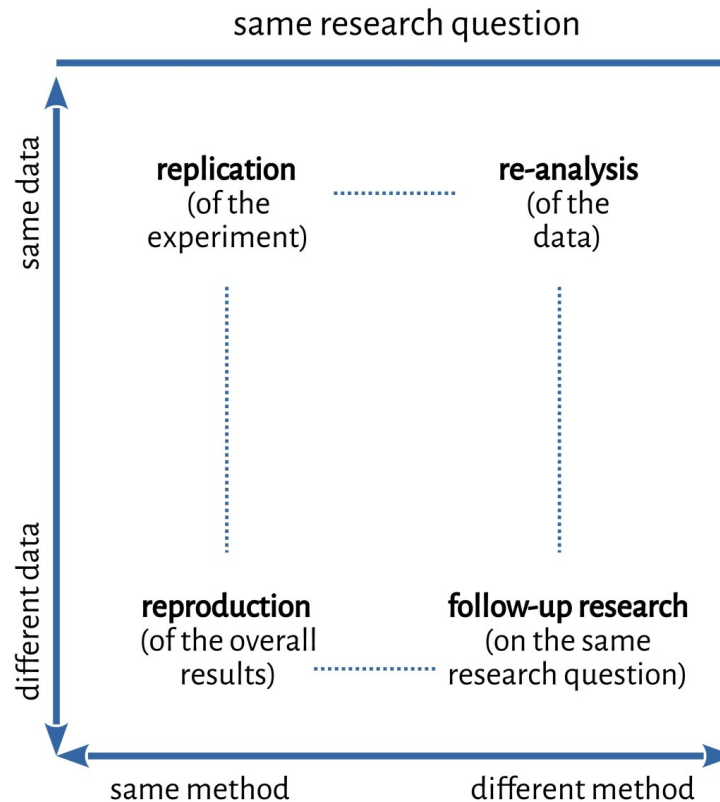 same research question
same data
replication
(of the
experiment)
re-analysis
(of the
data)
different data
reproduction
(of the overall
results)
follow-up research
(on the same
research question)
same method
different method